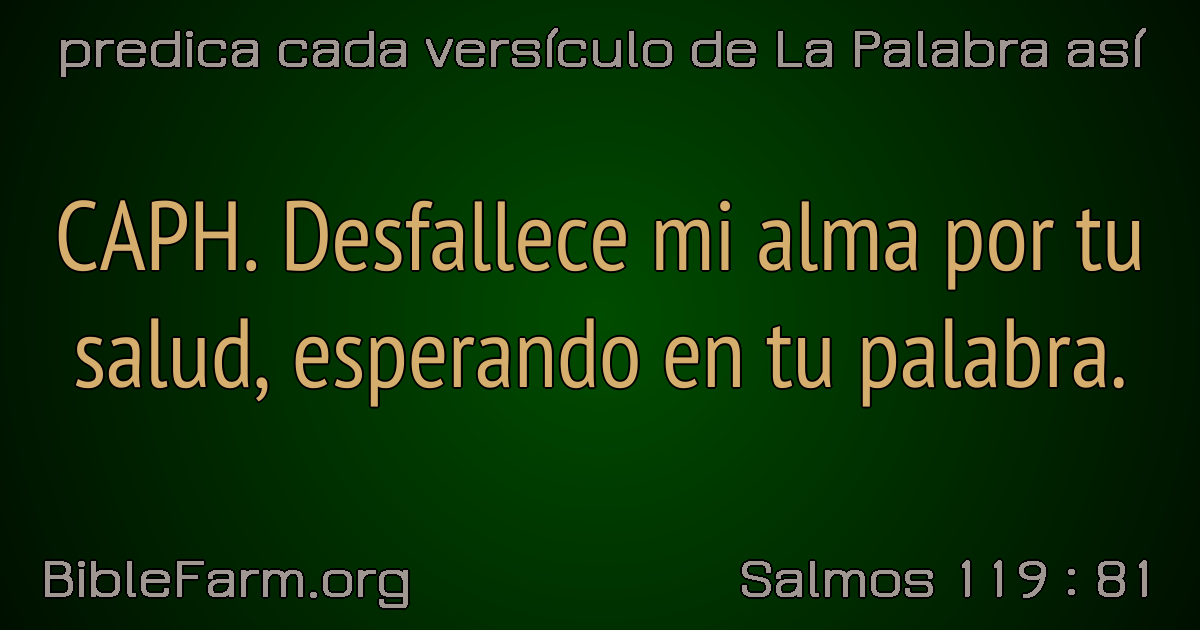 predica cada versículo de La Palabra así
CAPH. Desfallece mi alma por tu
salud, esperando en tu palabra.
BibleFarm.org
Salmos 119 : 81